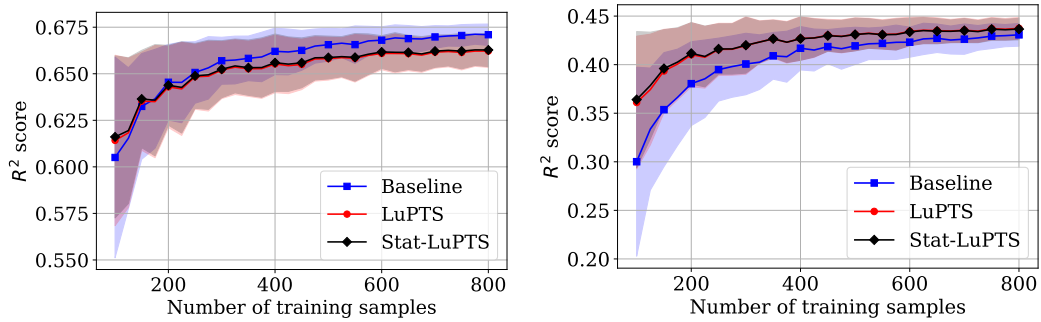 0.675
0.650
0.625
0.600
0.575
0.550
R² score
200
400
600
800
Number of training samples
Baseline
LuPTS
Stat-LuPTS
0.45
0.40
0.35
0.30
0.25
0.20
R² score
200
400
600
800
Number of training samples
Baseline
LuPTS
Stat-LuPTS